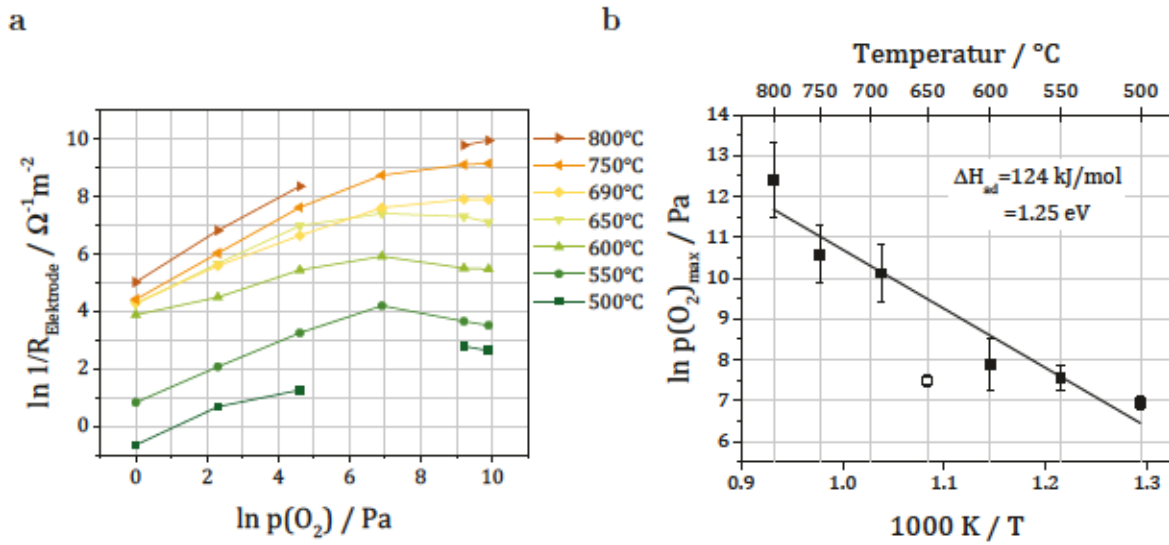 a
ln 1/R_Elektrode / Ω⁻¹m⁻²
10
8
6
4
2
0
0 2 4 6 8 10
ln p(O₂) / Pa
800°C
750°C
690°C
650°C
600°C
550°C
500°C
b
Temperatur / °C
800 750 700 650 600 550 500
ln p(O₂)max / Pa
14
13
12
11
10
9
8
7
6
ΔH_ad=124 kJ/mol
=1.25 eV
0.9 1.0 1.1 1.2 1.3
1000 K / T